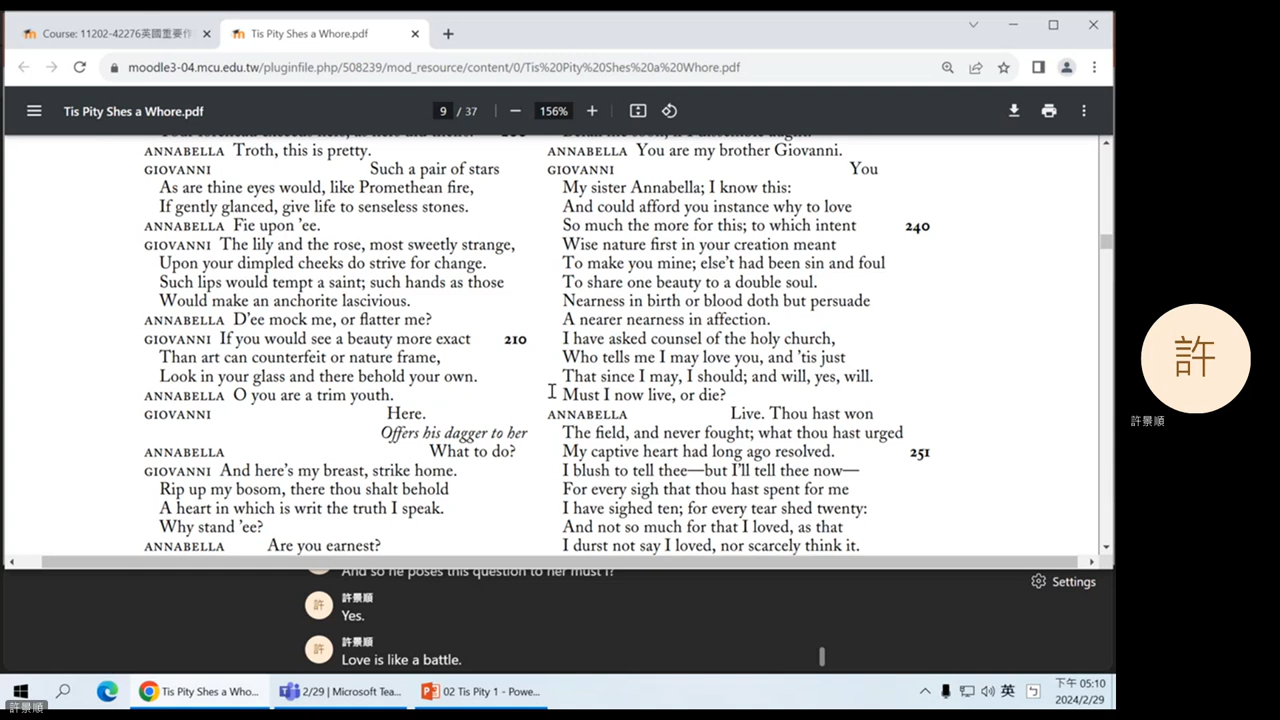 Course: 11202-42276英國重要作
Tis Pity Shes a Whore.pdf
moodle3-04.mcu.edu.tw/pluginfile.php/508239/mod_resource/content/0/Tis%20Pity%20Shes%20a%20Whore.pdf
Tis Pity Shes a Whore.pdf
9 / 37
156%
ANNABELLA Troth, this is pretty.
GIOVANNI Such a pair of stars
As are thine eyes would, like Promethean fire,
If gently glanced, give life to senseless stones.
ANNABELLA Fie upon 'ee.
GIOVANNI The lily and the rose, most sweetly strange,
Upon your dimpled cheeks do strive for change.
Such lips would tempt a saint; such hands as those
Would make an anchorite lascivious.
ANNABELLA D'ee mock me, or flatter me?
GIOVANNI If you would see a beauty more exact 210
Than art can counterfeit or nature frame,
Look in your glass and there behold your own.
ANNABELLA O you are a trim youth.
GIOVANNI Here.
Offers his dagger to her
ANNABELLA What to do?
GIOVANNI And here's my breast, strike home.
Rip up my bosom, there thou shalt behold
A heart in which is writ the truth I speak.
Why stand 'ee?
ANNABELLA Are you earnest?
ANNABELLA You are my brother Giovanni.
GIOVANNI You
My sister Annabella; I know this:
And could afford you instance why to love
So much the more for this; to which intent 240
Wise nature first in your creation meant
To make you mine; else't had been sin and foul
To share one beauty to a double soul.
Nearness in birth or blood doth but persuade
A nearer nearness in affection.
I have asked counsel of the holy church,
Who tells me I may love you, and 'tis just
That since I may, I should; and will, yes, will.
Must I now live, or die?
ANNABELLA Live. Thou hast won
The field, and never fought; what thou hast urged
My captive heart had long ago resolved. 251
I blush to tell thee—but I'll tell thee now—
For every sigh that thou hast spent for me
I have sighed ten; for every tear shed twenty:
And not so much for that I loved, as that
I durst not say I loved, nor scarcely think it.
And so he poses this question to her must I?
許景順
Yes.
許景順
Love is like a battle.
Settings
許
許景順
Tis Pity Shes a Who...
2/29 | Microsoft Tea...
02 Tis Pity 1 - Powe...
英
下午 05:10
2024/2/29
許景順